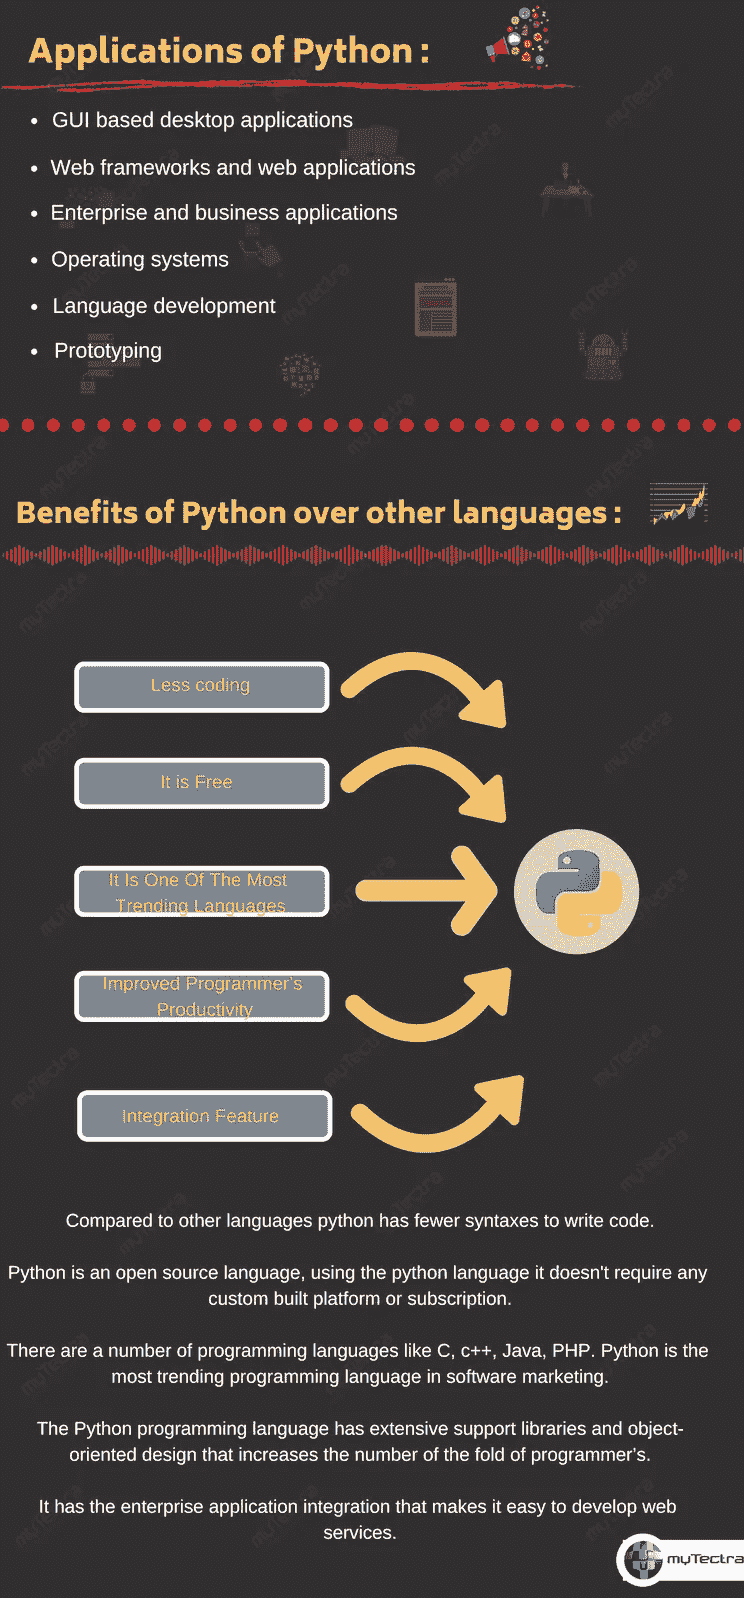 Applications of Python :
• GUI based desktop applications
• Web frameworks and web applications
• Enterprise and business applications
• Operating systems
• Language development
• Prototyping
Benefits of Python over other languages :
Less coding
It is Free
It Is One Of The Most
Trending Languages
Improved Programmer's
Productivity
Integration Feature
Compared to other languages python has fewer syntaxes to write code.
Python is an open source language, using the python language it doesn't require any
custom built platform or subscription.
There are a number of programming languages like C, c++, Java, PHP. Python is the
most trending programming language in software marketing.
The Python programming language has extensive support libraries and object-
oriented design that increases the number of the fold of programmer's.
It has the enterprise application integration that makes it easy to develop web
services.
myTectra